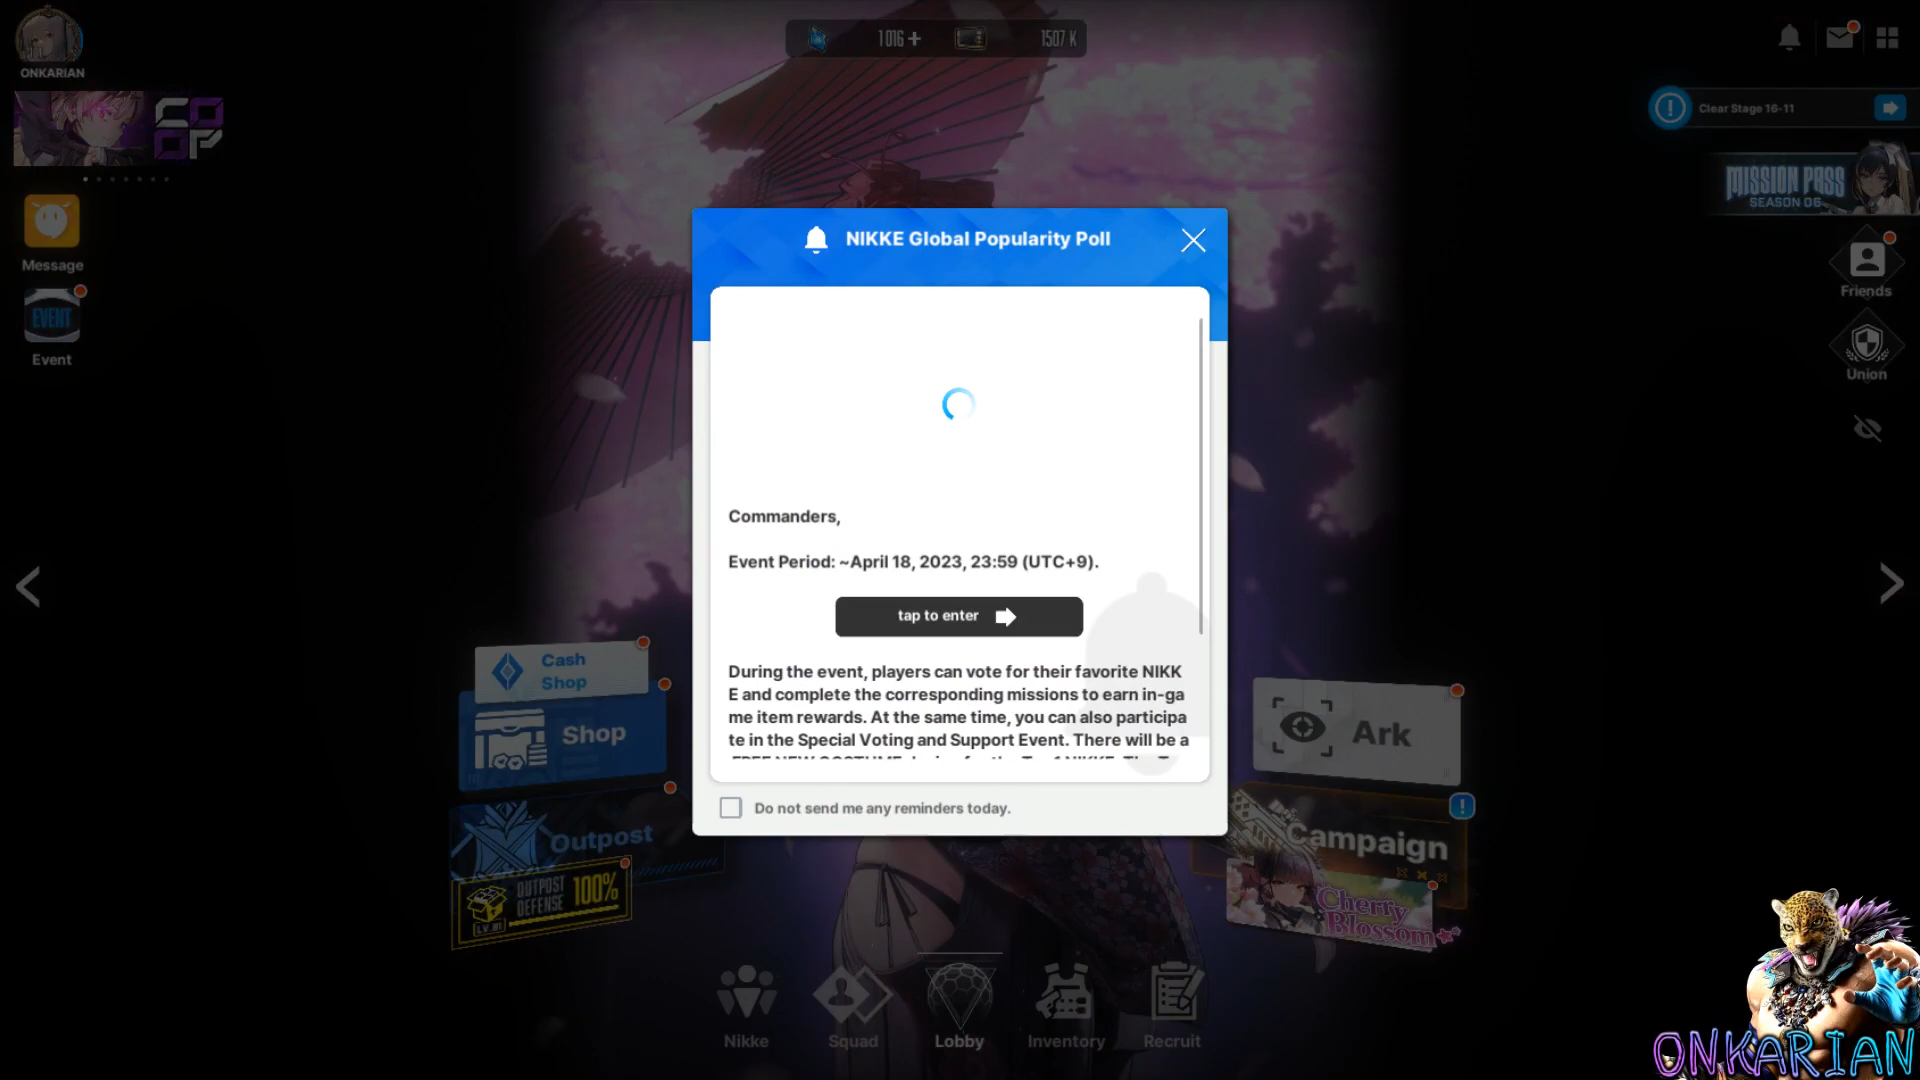 1016
1507 K
ONKARIAN
COOP
Clear Stage 16-11
MISSION PASS
SEASON 06
NIKKE Global Popularity Poll
Message
EVENT
Event
Friends
Union
Commanders,
Event Period: ~April 18, 2023, 23:59 (UTC+9).
tap to enter
During the event, players can vote for their favorite NIKK
E and complete the corresponding missions to earn in-ga
me item rewards. At the same time, you can also participa
te in the Special Voting and Support Event. There will be a
Do not send me any reminders today.
Cash
Shop
Shop
Ark
Outpost
Campaign
OUTPOST
DEFENSE
100%
LV.81
Cherry
Blossom
Nikke
Squad
Lobby
Inventory
Recruit
ONKARIAN